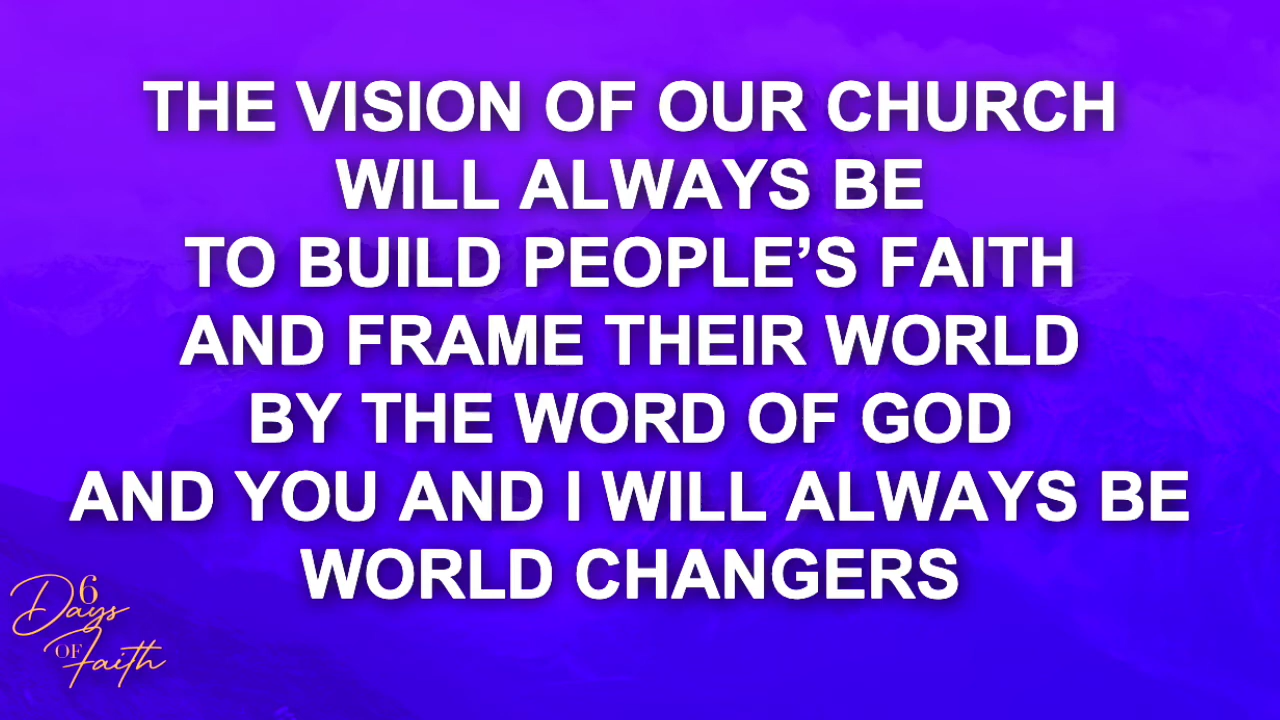 THE VISION OF OUR CHURCH
WILL ALWAYS BE
TO BUILD PEOPLE’S FAITH
AND FRAME THEIR WORLD
BY THE WORD OF GOD
AND YOU AND I WILL ALWAYS BE
WORLD CHANGERS
6
Days
OF
Faith